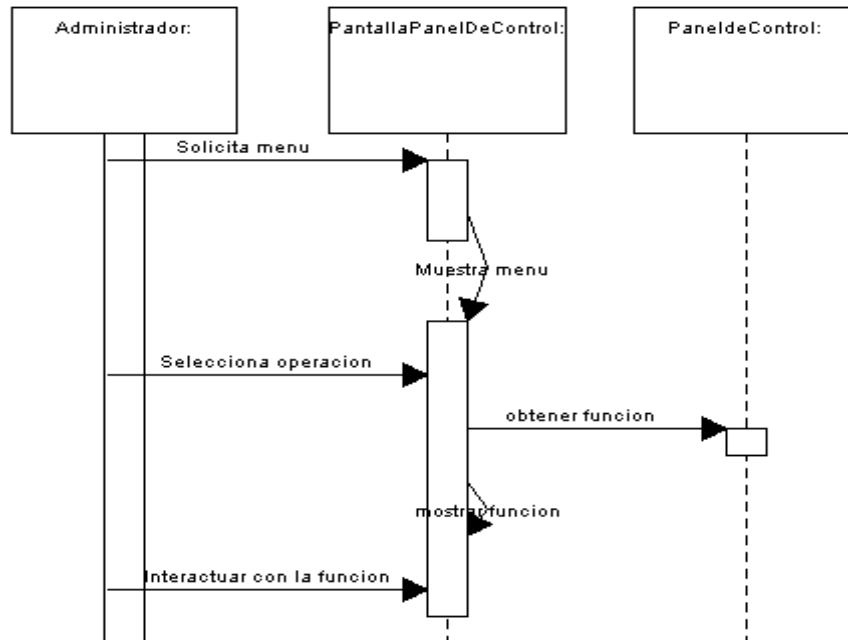 Administrador:
PantallaPanelDeControl:
PaneldeControl:
Solicita menu
Muestra menu
Selecciona operacion
obtener funcion
mostrar funcion
Interactuar con la funcion